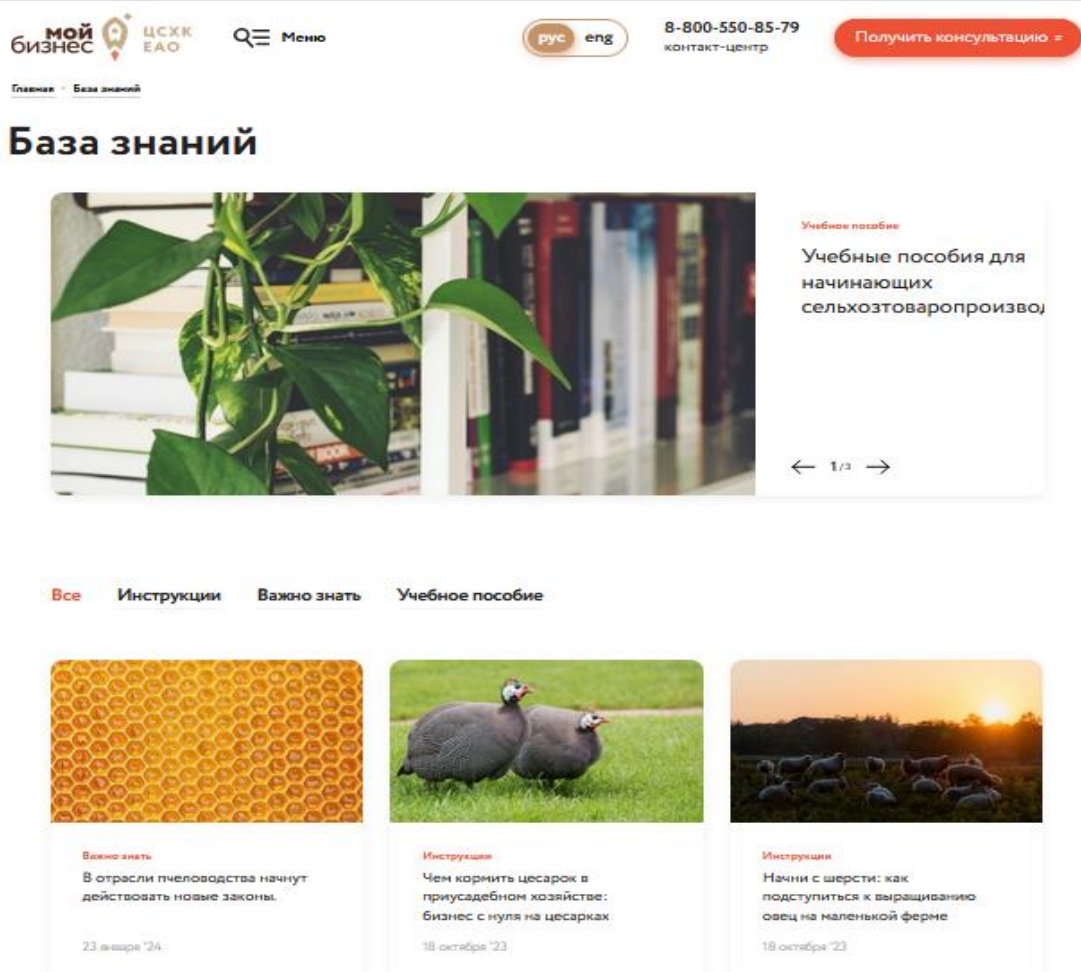 мой
бизнес
ЦСХК
ЕАО
Меню
рус eng
8-800-550-85-79
контакт-центр
Получить консультацию
Главная База знаний
База знаний
Учебное пособие
Учебные пособия для
начинающих
сельхозтоваропроизвод
← 1/3 →
Все Инструкции Важно знать Учебное пособие
Важно знать
В отрасли пчеловодства начнут
действовать новые законы.
23 января '24
Инструкции
Чем кормить цесарок в
приусадебном хозяйстве:
бизнес с нуля на цесарках
18 октября '23
Инструкции
Начни с шерсти: как
подступиться к выращиванию
овец на маленькой ферме
18 октября '23